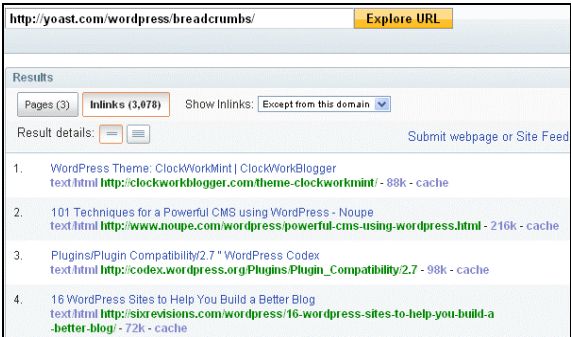 http://yoast.com/wordpress/breadcrumbs/ Explore URL
Results
Pages (3) Inlinks (3,078) Show Inlinks: Except from this domain
Result details:
Submit webpage or Site Feed
1. WordPress Theme: ClockWorkMint | ClockWorkBlogger
text/html http://clockworkblogger.com/theme-clockworkmint/ - 88k - cache
2. 101 Techniques for a Powerful CMS using WordPress - Noupe
text/html http://www.noupe.com/wordpress/powerful-cms-using-wordpress.html - 216k - cache
3. Plugins/Plugin Compatibility/2.7 " WordPress Codex
text/html http://codex.wordpress.org/Plugins/Plugin_Compatibility/2.7 - 98k - cache
4. 16 WordPress Sites to Help You Build a Better Blog
text/html http://sixrevisions.com/wordpress/16-wordpress-sites-to-help-you-build-a
-better-blog/ - 72k - cache